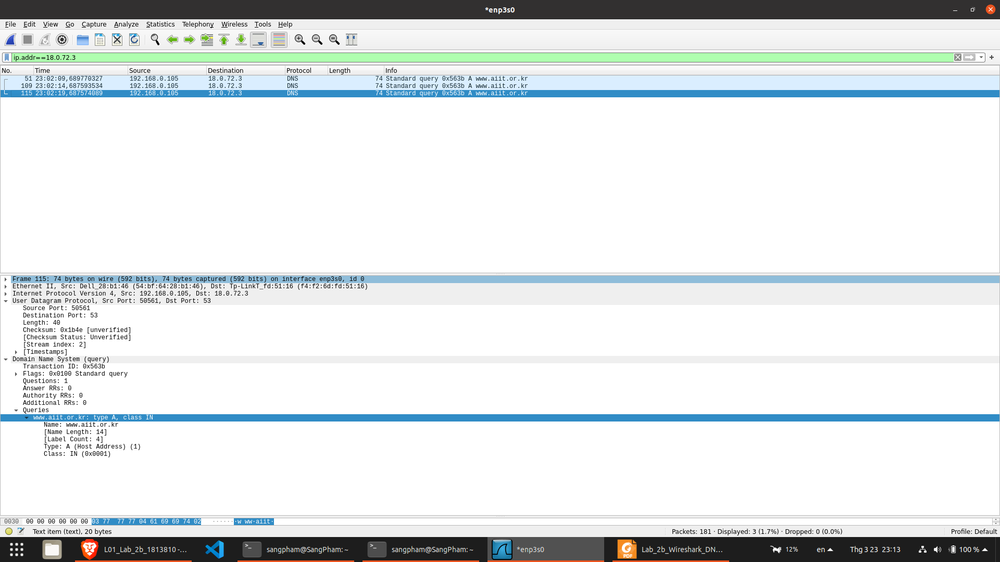 *enp3s0
File Edit View Go Capture Analyze Statistics Telephony Wireless Tools Help
ip.addr==18.0.72.3
No. Time Source Destination Protocol Length Info
51 23:02:09,689770327 192.168.0.105 18.0.72.3 DNS 74 Standard query 0x563b A www.aiit.or.kr
109 23:02:14,687593534 192.168.0.105 18.0.72.3 DNS 74 Standard query 0x563b A www.aiit.or.kr
115 23:02:19,687574089 192.168.0.105 18.0.72.3 DNS 74 Standard query 0x563b A www.aiit.or.kr
Frame 115: 74 bytes on wire (592 bits), 74 bytes captured (592 bits) on interface enp3s0, id 0
Ethernet II, Src: Dell_28:b1:46 (54:bf:64:28:b1:46), Dst: Tp-LinkT_fd:51:16 (f4:f2:6d:fd:51:16)
Internet Protocol Version 4, Src: 192.168.0.105, Dst: 18.0.72.3
User Datagram Protocol, Src Port: 50561, Dst Port: 53
Source Port: 50561
Destination Port: 53
Length: 40
Checksum: 0x1b4e [unverified]
[Checksum Status: Unverified]
[Stream index: 2]
[Timestamps]
Domain Name System (query)
Transaction ID: 0x563b
Flags: 0x0100 Standard query
Questions: 1
Answer RRs: 0
Authority RRs: 0
Additional RRs: 0
Queries
www.aiit.or.kr: type A, class IN
Name: www.aiit.or.kr
[Name Length: 14]
[Label Count: 4]
Type: A (Host Address) (1)
Class: IN (0x0001)
0030 00 00 00 00 00 00 03 77 77 77 04 61 69 69 74 02 ·······w ww·aiit·
Text item (text), 20 bytes Packets: 181 · Displayed: 3 (1.7%) · Dropped: 0 (0.0%) Profile: Default
L01_Lab_2b_1813810 -... sangpham@SangPham: ~ sangpham@SangPham: ~ *enp3s0 PDF Lab_2b_Wireshark_DN... 12% en Thg 3 23 23:13 100 %